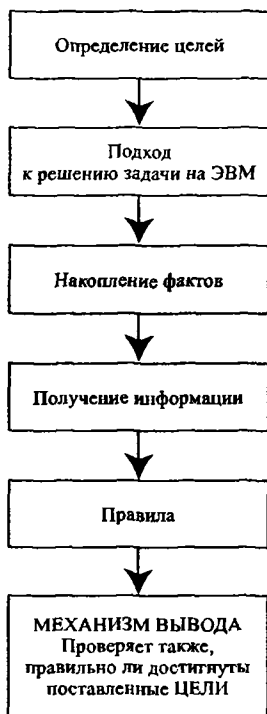 Определение целей
Подход
к решению задачи на ЭВМ
Накопление фактов
Получение информации
Правила
МЕХАНИЗМ ВЫВОДА
Проверяет также,
правильно ли достигнуты
поставленные ЦЕЛИ